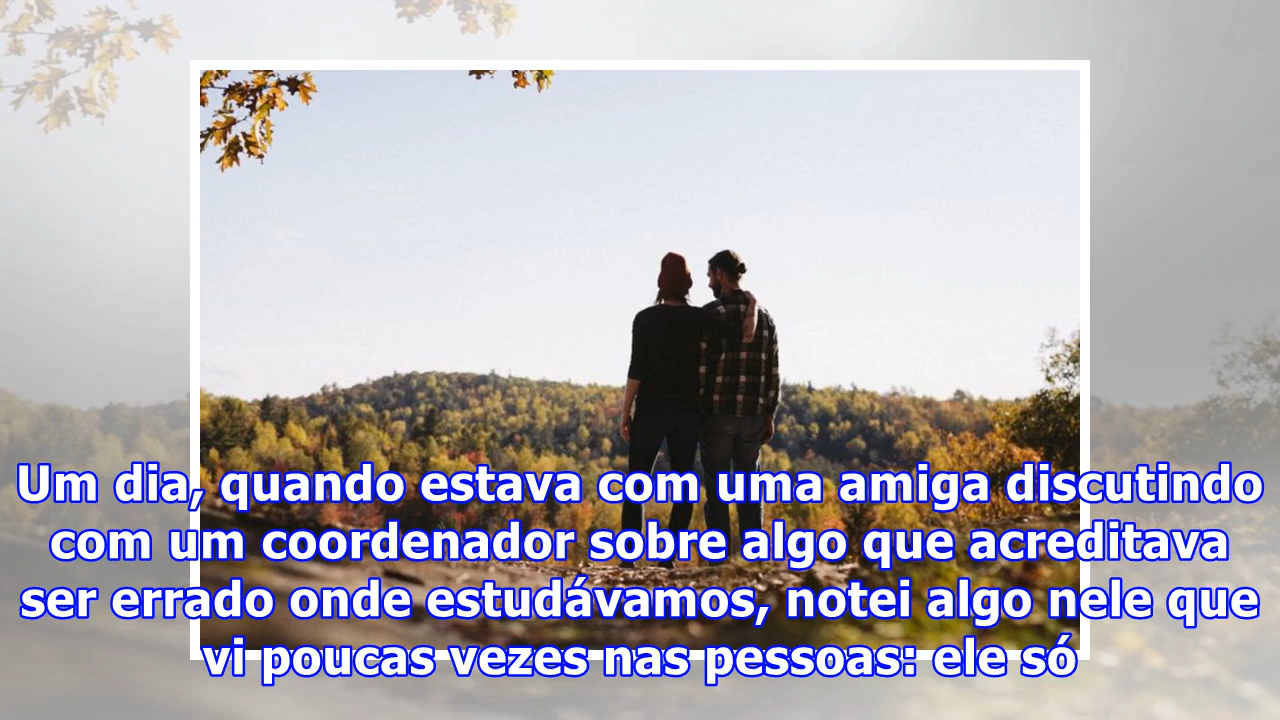 Um dia, quando estava com uma amiga discutindo
com um coordenador sobre algo que acreditava
ser errado onde estudávamos, notei algo nele que
vi poucas vezes nas pessoas: ele só